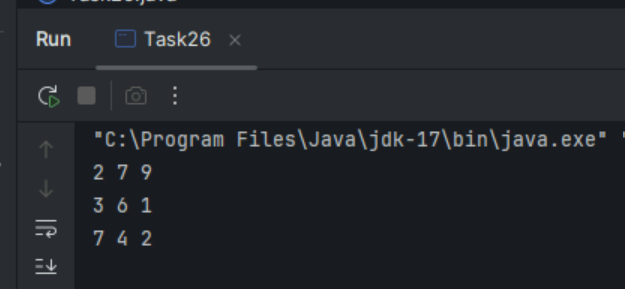 Run Task26
"C:\Program Files\Java\jdk-17\bin\java.exe" "
2 7 9
3 6 1
7 4 2